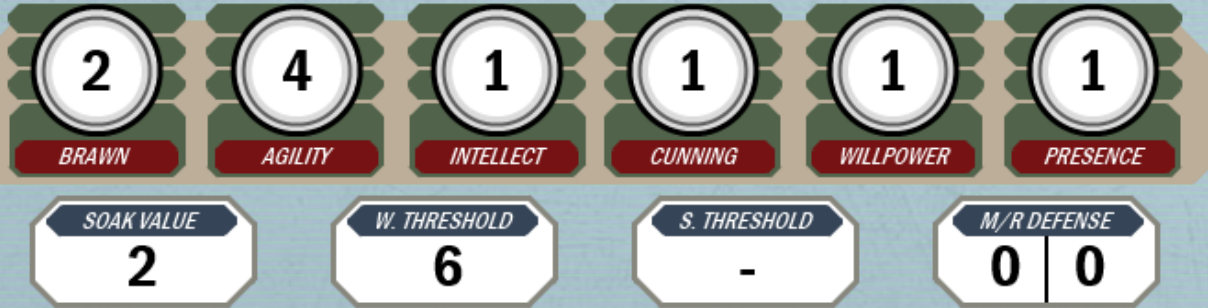 2 4 1 1 1 1
BRAWN AGILITY INTELLECT CUNNING WILLPOWER PRESENCE
SOAK VALUE W. THRESHOLD S. THRESHOLD M/R DEFENSE
2 6 - 0 0